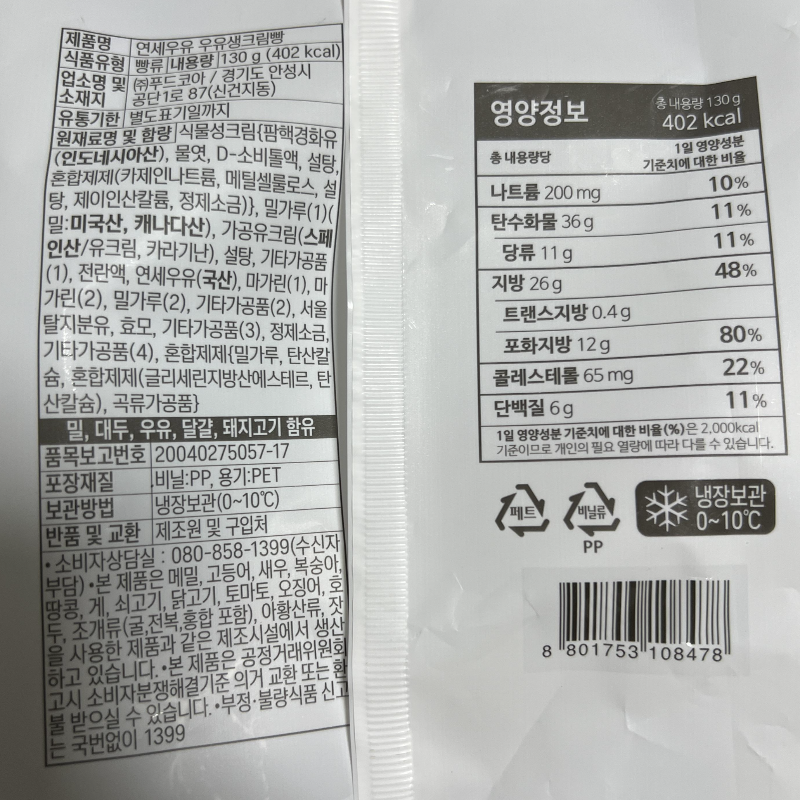 제품명 연세우유 우유생크림빵
식품유형 빵류 내용량 130 g (402 kcal)
업소명 및 소재지 ㈜푸드코아 / 경기도 안성시
공단1로 87(신건지동)
유통기한 별도표기일까지
원재료명 및 함량 식물성크림{팜핵경화유
(인도네시아산), 물엿, D-소비톨액, 설탕,
혼합제제(카제인나트륨, 메틸셀룰로스, 설
탕, 제이인산칼륨, 정제소금)}, 밀가루(1)(
밀:미국산, 캐나다산), 가공유크림(스페
인산/유크림, 카라기난), 설탕, 기타가공품
(1), 전란액, 연세우유(국산), 마가린(1), 마
가린(2), 밀가루(2), 기타가공품(2), 서울
탈지분유, 효모, 기타가공품(3), 정제소금,
기타가공품(4), 혼합제제{밀가루, 탄산칼
슘, 혼합제제(글리세린지방산에스테르, 탄
산칼슘), 곡류가공품}
밀, 대두, 우유, 달걀, 돼지고기 함유
품목보고번호 20040275057-17
포장재질 비닐:PP, 용기:PET
보관방법 냉장보관(0~10℃)
반품 및 교환 제조원 및 구입처
• 소비자상담실 : 080-858-1399(수신자
부담) •본 제품은 메밀, 고등어, 새우, 복숭아,
땅콩, 게, 쇠고기, 닭고기, 토마토, 오징어, 호
두, 조개류(굴,전복,홍합 포함), 아황산류, 잣
을 사용한 제품과 같은 제조시설에서 생산
하고 있습니다. •본 제품은 공정거래위원회
고시 소비자분쟁해결기준 의거 교환 또는 환
불 받으실 수 있습니다. •부정·불량식품 신고
는 국번없이 1399
영양정보 총 내용량 130 g
402 kcal
총 내용량당 1일 영양성분
기준치에 대한 비율
나트륨 200 mg 10%
탄수화물 36 g 11%
당류 11 g 11%
지방 26 g 48%
트랜스지방 0.4 g
포화지방 12 g 80%
콜레스테롤 65 mg 22%
단백질 6 g 11%
1일 영양성분 기준치에 대한 비율(%)은 2,000kcal
기준이므로 개인의 필요 열량에 따라 다를 수 있습니다.
페트 비닐류 냉장보관
0~10℃
PP
8 801753 108478